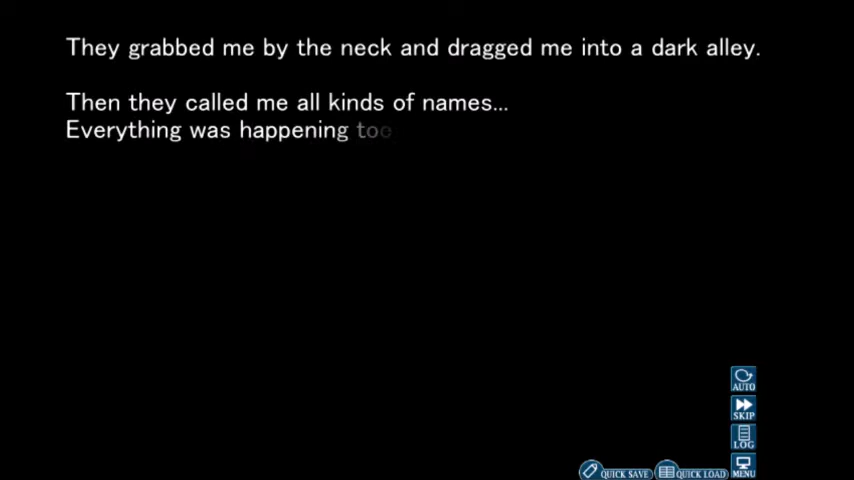 They grabbed me by the neck and dragged me into a dark alley.
Then they called me all kinds of names...
Everything was happening
AUTO
SKIP
LOG
MENU
QUICK SAVE
QUICK LOAD